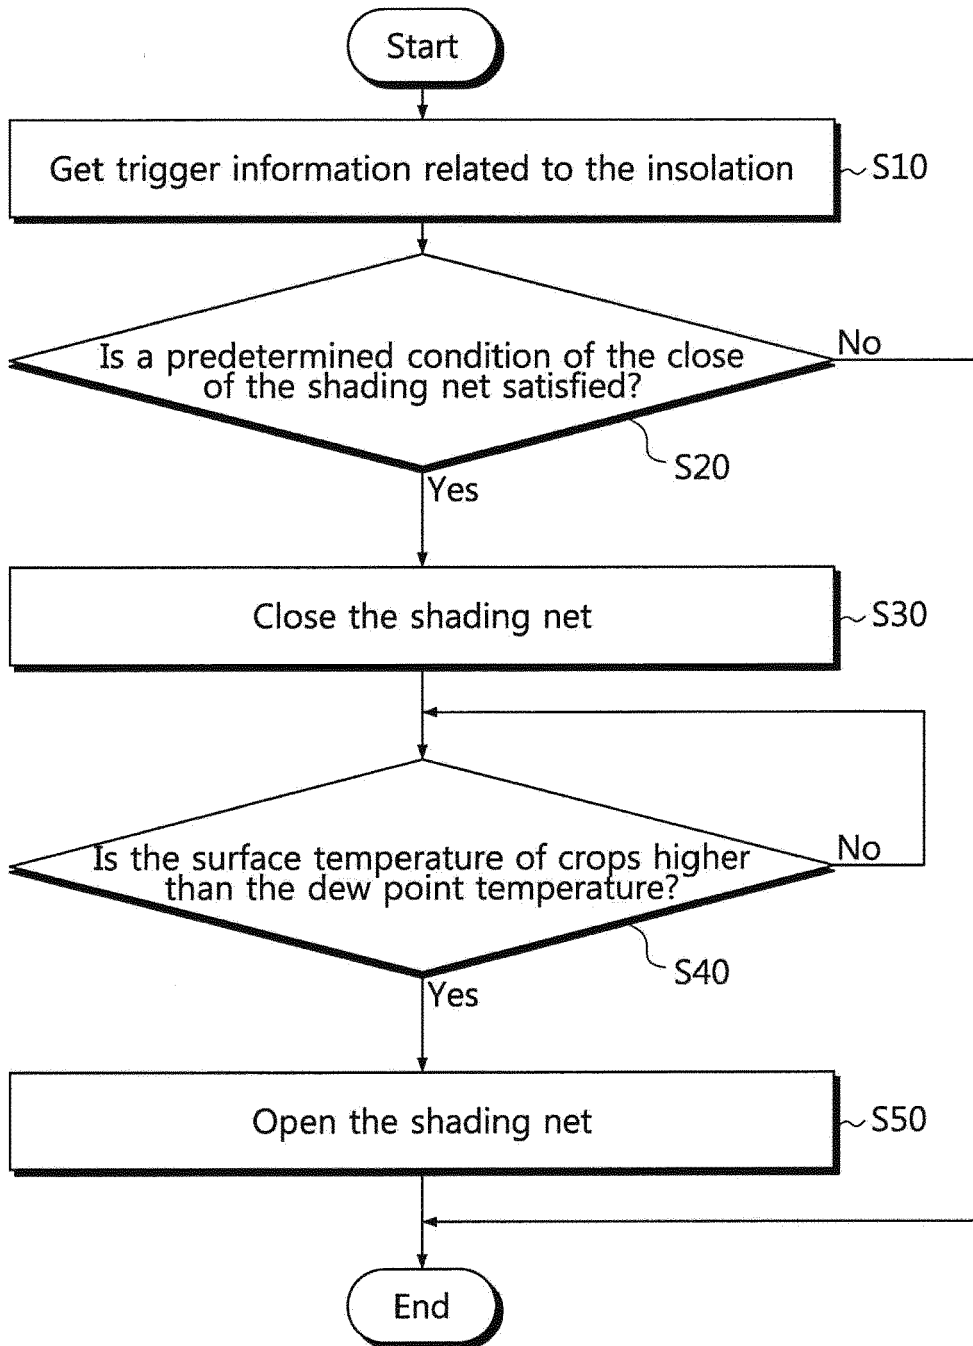 Start
Get trigger information related to the insolation
S10
Is a predetermined condition of the close
of the shading net satisfied?
No
S20
Yes
Close the shading net
S30
Is the surface temperature of crops higher
than the dew point temperature?
No
S40
Yes
Open the shading net
S50
End